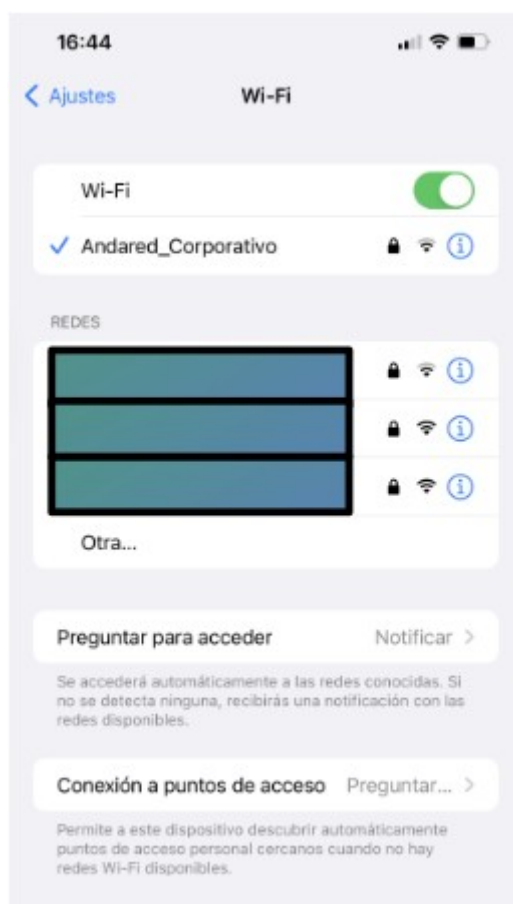 16:44
Ajustes
Wi-Fi
Wi-Fi
Andared_Corporativo
REDES
Otra...
Preguntar para acceder Notificar
Se accederá automáticamente a las redes conocidas. Si
no se detecta ninguna, recibirás una notificación con las
redes disponibles.
Conexión a puntos de acceso Preguntar...
Permite a este dispositivo descubrir automáticamente
puntos de acceso personal cercanos cuando no hay
redes Wi-Fi disponibles.